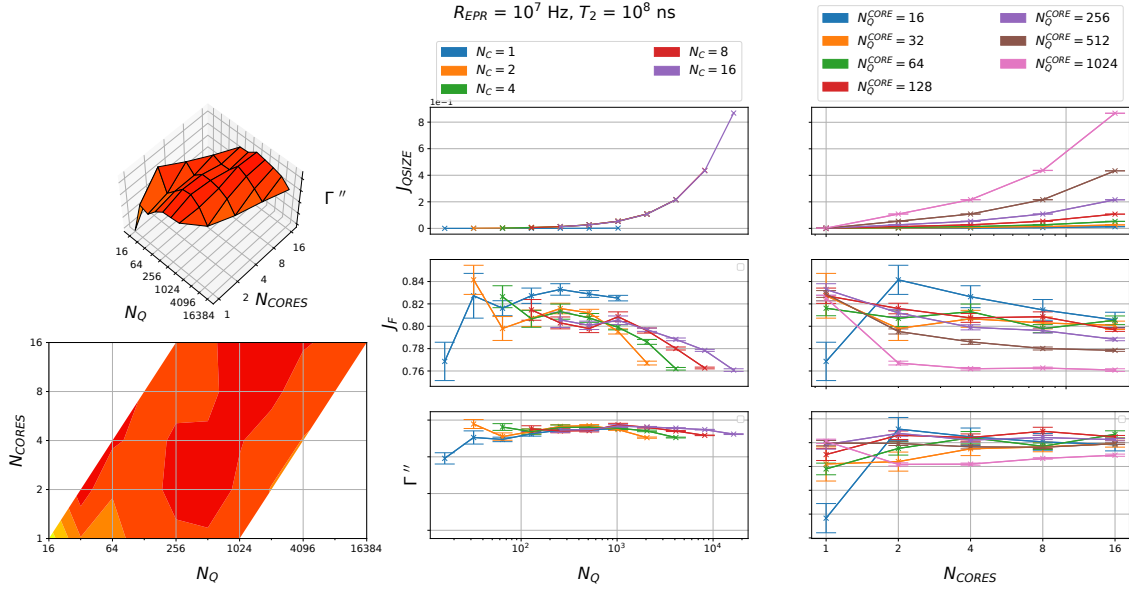 R_EPR = 10^7 Hz, T_2 = 10^8 ns
N_C = 1
N_C = 2
N_C = 4
N_C = 8
N_C = 16
N_Q^CORE = 16
N_Q^CORE = 32
N_Q^CORE = 64
N_Q^CORE = 128
N_Q^CORE = 256
N_Q^CORE = 512
N_Q^CORE = 1024
Γ''
16
64
256
1024
4096
16384
N_Q
1
2
4
8
16
N_CORES
1e−1
8
6
4
2
0
J_QSIZE
0.84
0.82
0.80
0.78
0.76
J_F
Γ''
10^2
10^3
10^4
N_Q
1
2
4
8
16
N_CORES
16
8
4
2
1
N_CORES
16
64
256
1024
4096
16384
N_Q